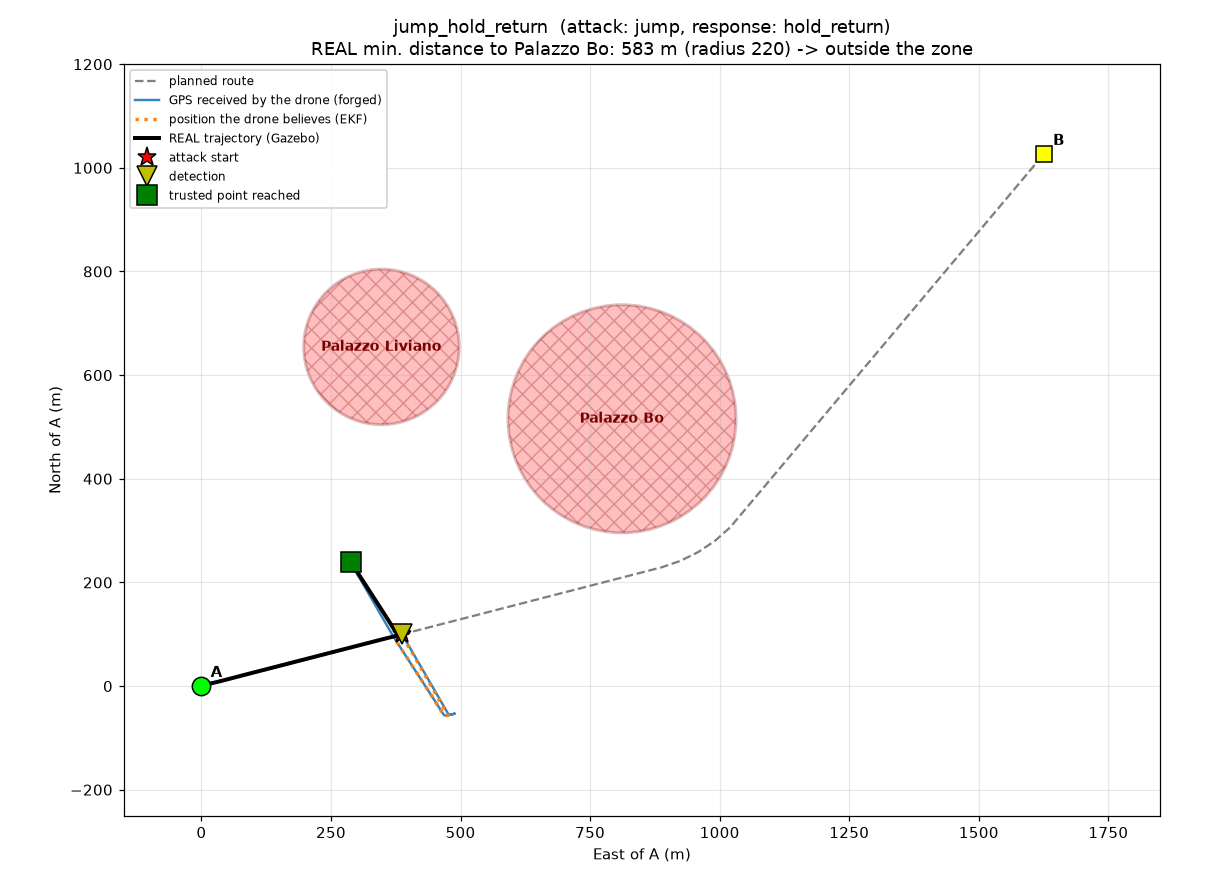 jump_hold_return  (attack: jump, response: hold_return)
REAL min. distance to Palazzo Bo: 583 m (radius 220) -> outside the zone
planned route
GPS received by the drone (forged)
position the drone believes (EKF)
REAL trajectory (Gazebo)
attack start
detection
trusted point reached
1200
1000
800
600
400
200
0
−200
North of A (m)
B
Palazzo Liviano
Palazzo Bo
A
0
250
500
750
1000
1250
1500
1750
East of A (m)